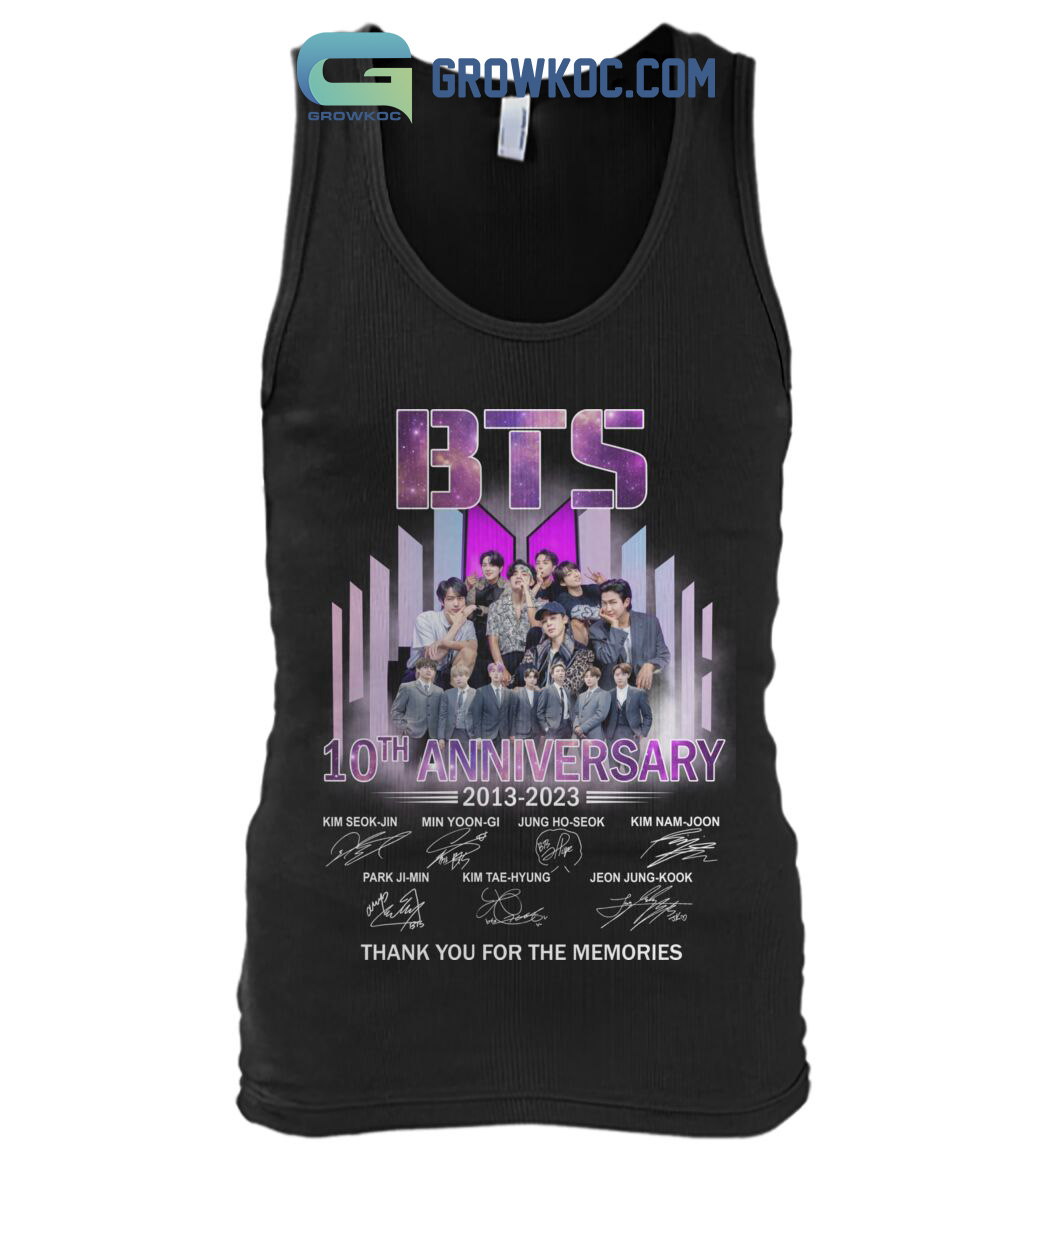 GROWKOC.COM
GROWKOC
BTS
10TH ANNIVERSARY
2013-2023
KIM SEOK-JIN MIN YOON-GI JUNG HO-SEOK KIM NAM-JOON
PARK JI-MIN KIM TAE-HYUNG JEON JUNG-KOOK
THANK YOU FOR THE MEMORIES